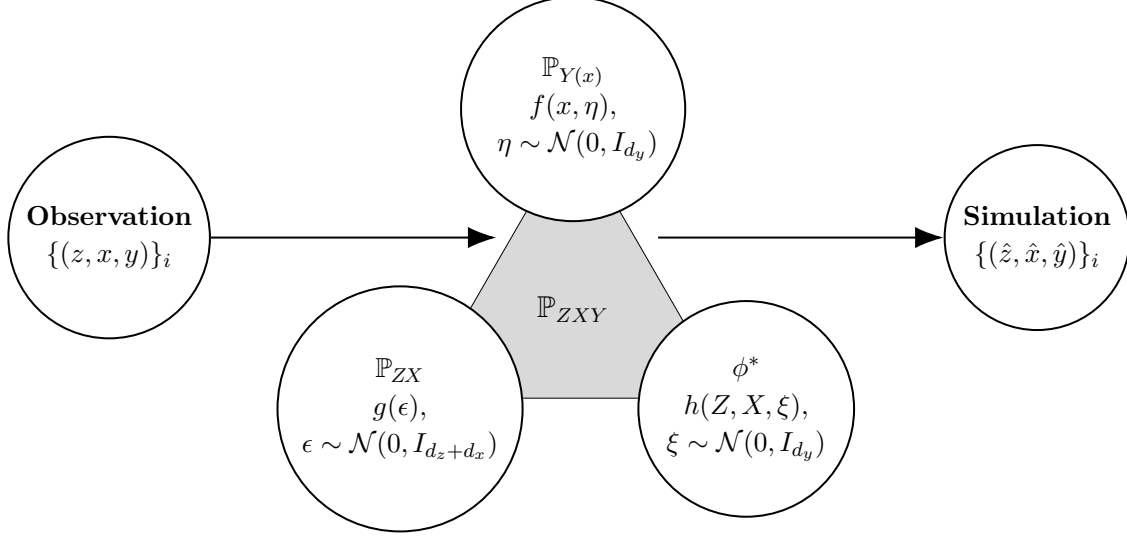 Observation
{(z, x, y)}_i
ℙ_{Y(x)}
f(x, η),
η ∼ 𝒩(0, I_{d_y})
ℙ_{ZXY}
ℙ_{ZX}
g(ϵ),
ϵ ∼ 𝒩(0, I_{d_z+d_x})
ϕ*
h(Z, X, ξ),
ξ ∼ 𝒩(0, I_{d_y})
Simulation
{(ẑ, x̂, ŷ)}_i